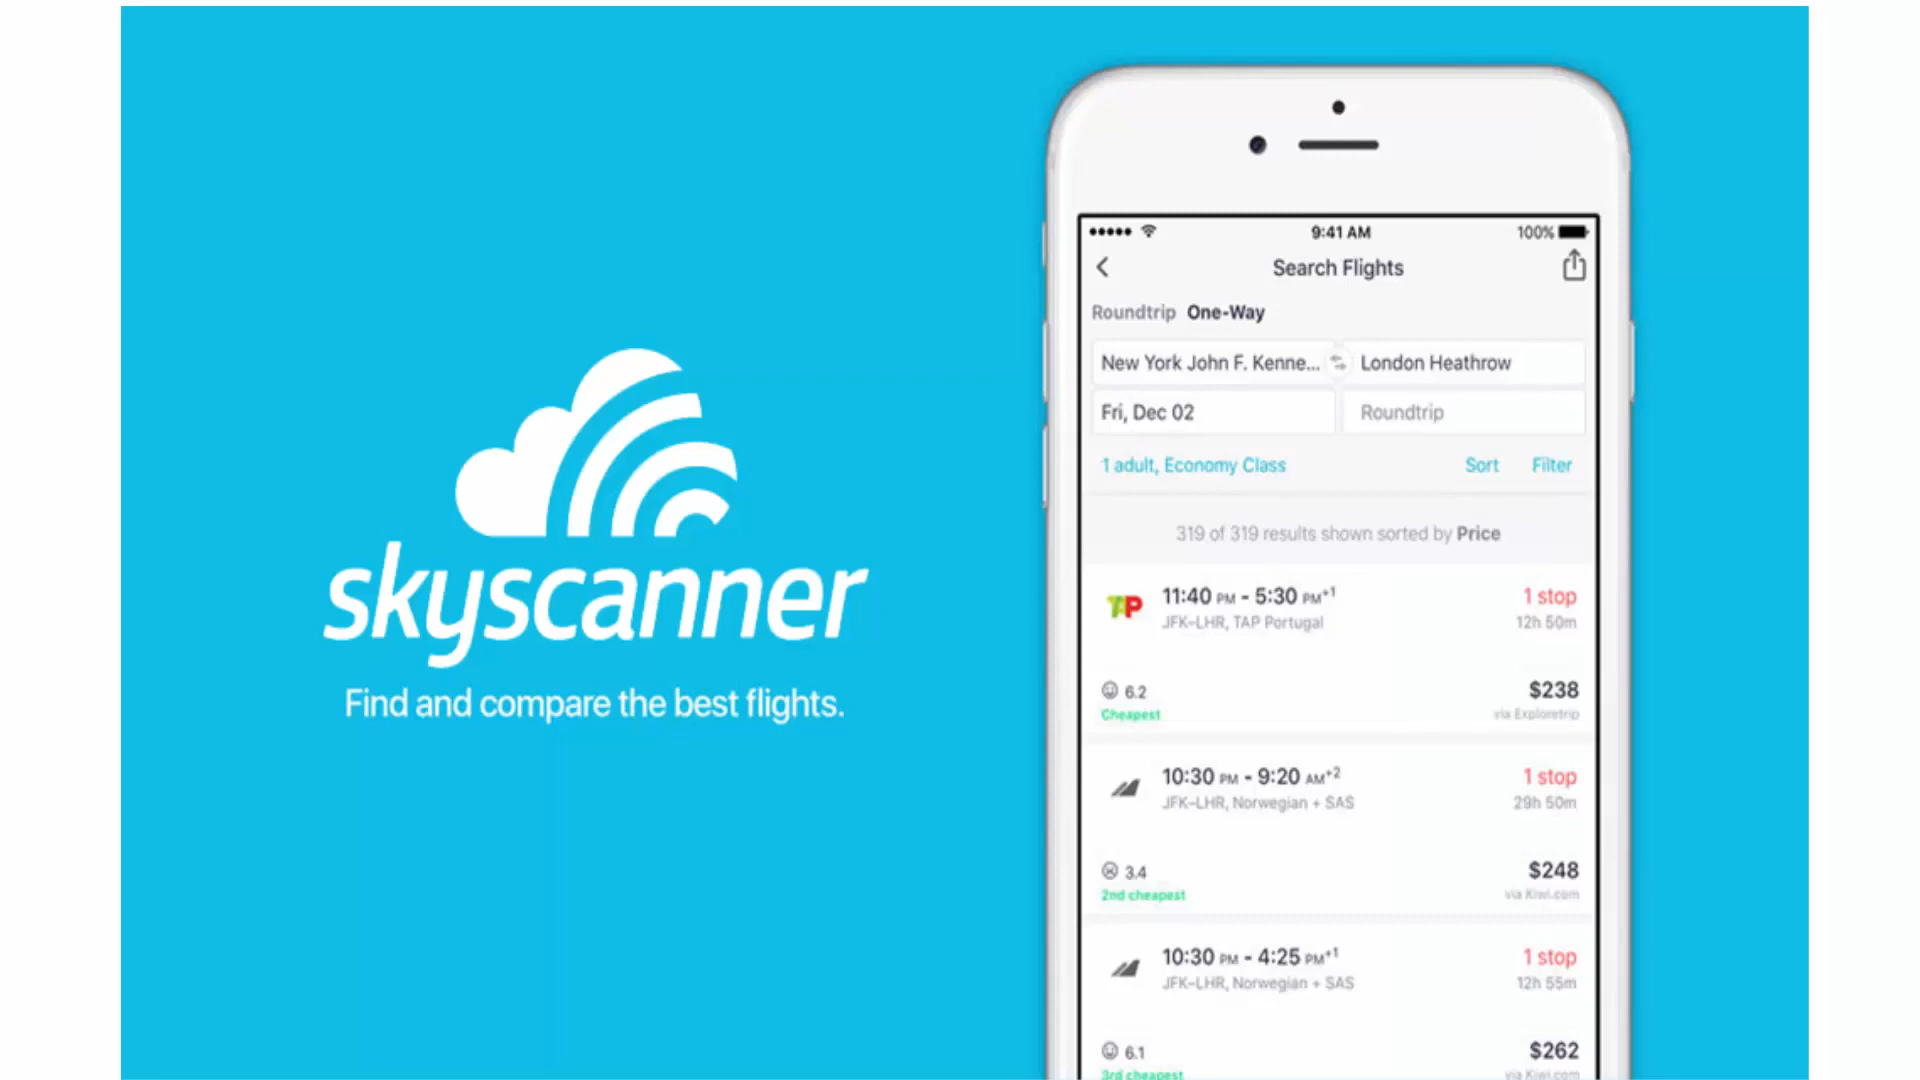 skyscanner
Find and compare the best flights.
9:41 AM
100%
Search Flights
Roundtrip One-Way
New York John F. Kenne... London Heathrow
Fri, Dec 02 Roundtrip
1 adult, Economy Class Sort Filter
319 of 319 results shown sorted by Price
TAP 11:40 PM - 5:30 PM+1 1 stop
JFK-LHR, TAP Portugal 12h 50m
6.2 $238
Cheapest via Exploretrip
10:30 PM - 9:20 AM+2 1 stop
JFK-LHR, Norwegian + SAS 29h 50m
3.4 $248
2nd cheapest via Kiwi.com
10:30 PM - 4:25 PM+1 1 stop
JFK-LHR, Norwegian + SAS 12h 55m
6.1 $262
3rd cheapest via Kiwi.com